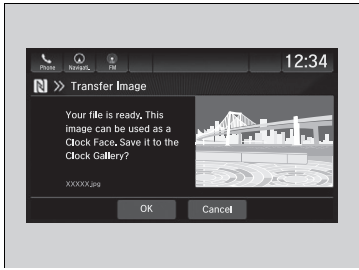 Phone
Navigati..
FM
12:34
Transfer Image
Your file is ready. This
image can be used as a
Clock Face. Save it to the
Clock Gallery?
XXXXX.jpg
OK
Cancel